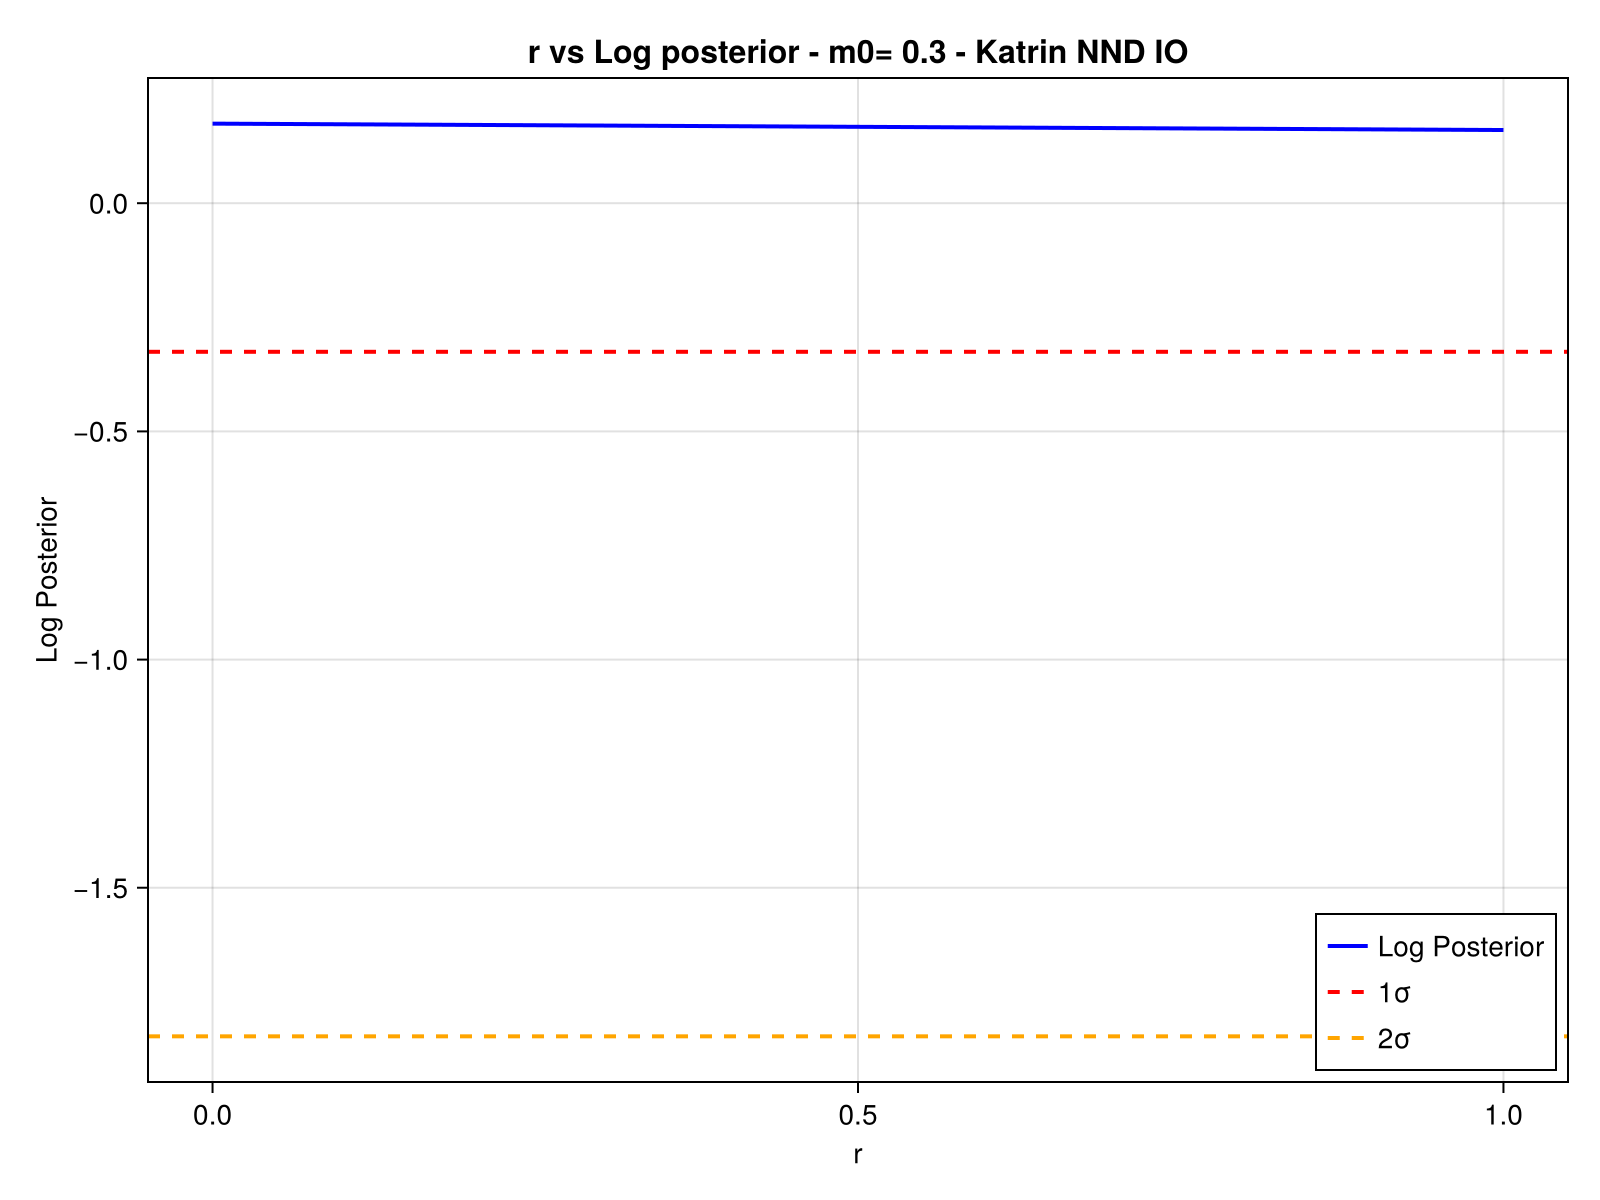 r vs Log posterior - m0= 0.3 - Katrin NND IO
Log Posterior
0.0
−0.5
−1.0
−1.5
0.0
0.5
1.0
r
Log Posterior
1σ
2σ